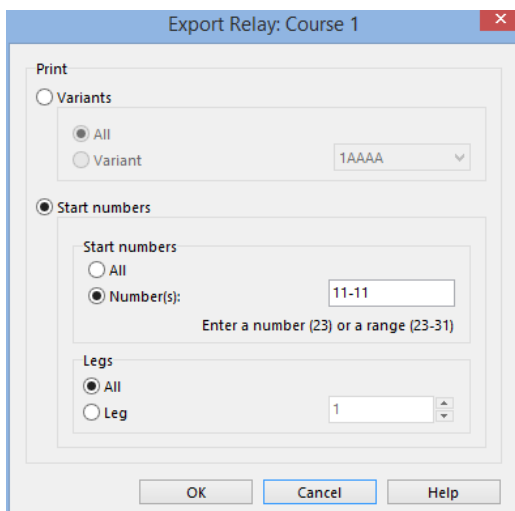 Export Relay: Course 1
Print
Variants
All
Variant 1AAAA
Start numbers
Start numbers
All
Number(s): 11-11
Enter a number (23) or a range (23-31)
Legs
All
Leg 1
OK Cancel Help